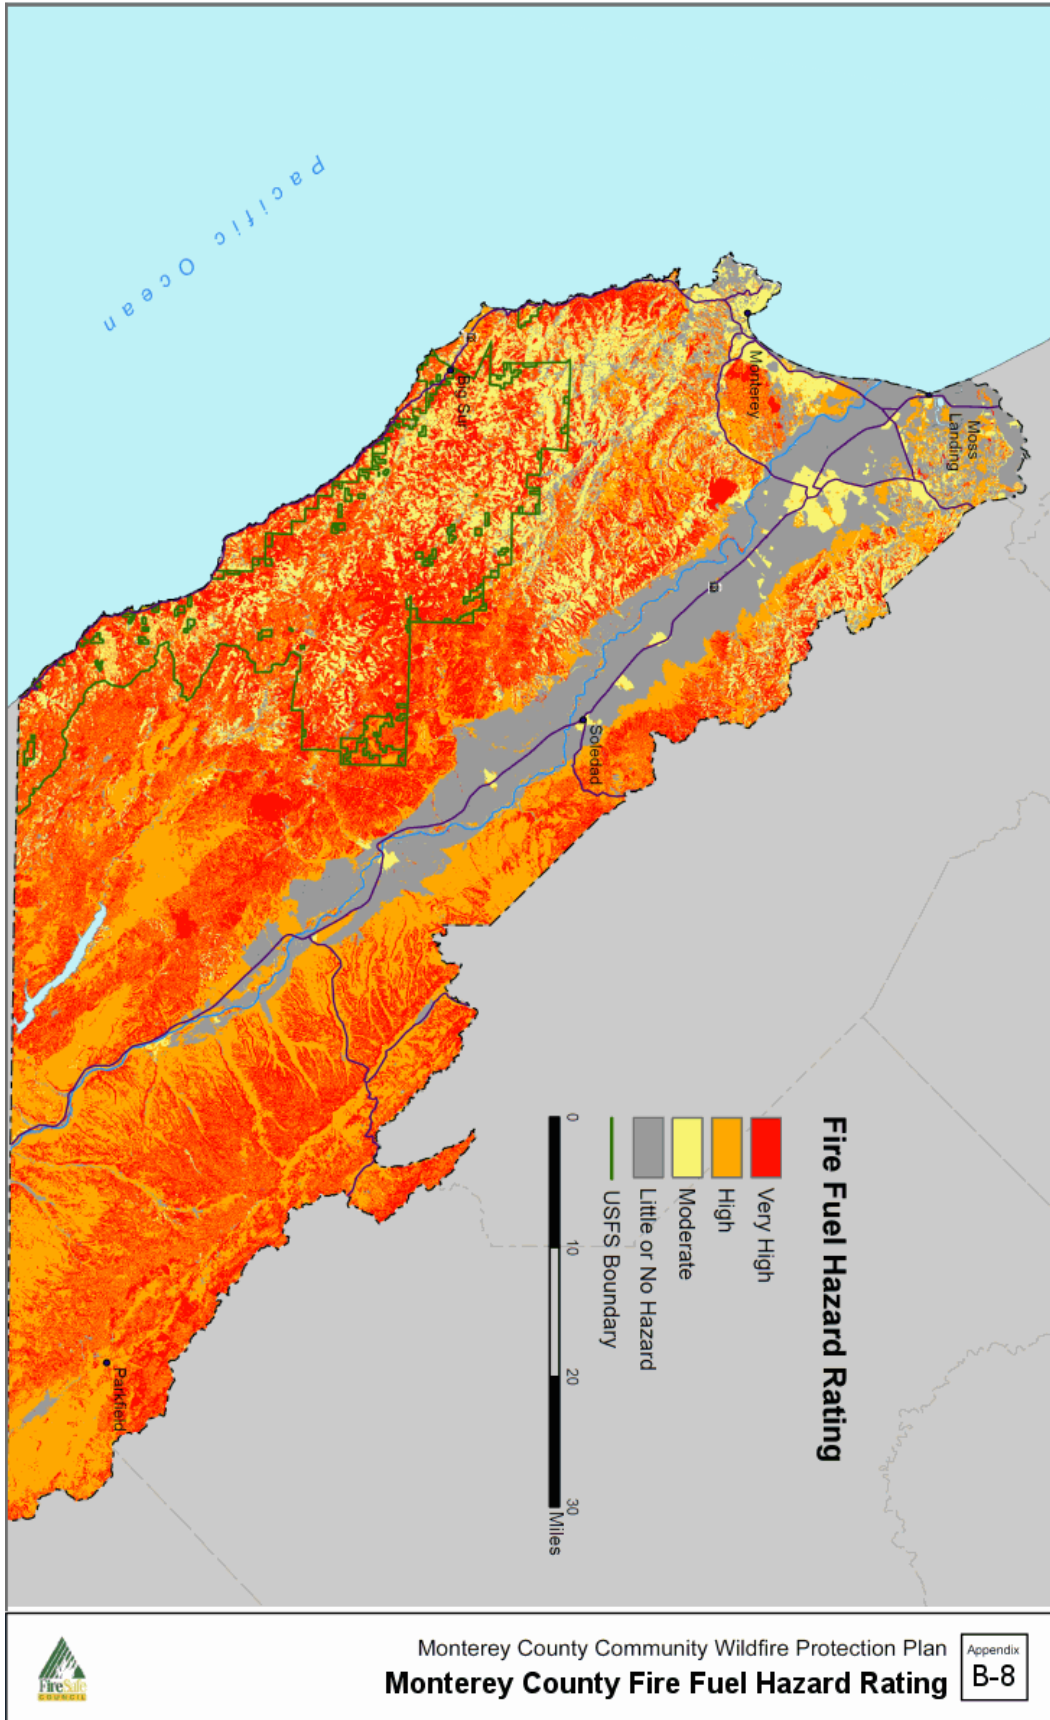 Pacific Ocean
Monterey
Moss
Landing
Big Sur
Soledad
Parkfield
Fire Fuel Hazard Rating
Very High
High
Moderate
Little or No Hazard
USFS Boundary
0 10 20 30
Miles
FireSafe
COUNCIL
Monterey County Community Wildfire Protection Plan
Monterey County Fire Fuel Hazard Rating
Appendix
B-8